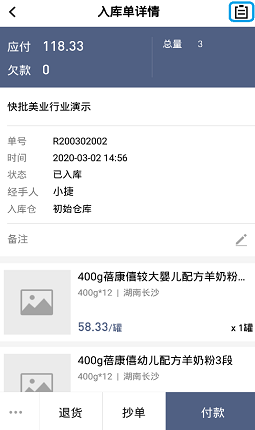 入库单详情
应付 118.33
总量 3
欠款 0
快批美业行业演示
单号 R200302002
时间 2020-03-02 14:56
状态 已入库
经手人 小捷
入库仓 初始仓库
备注
400g蓓康僖较大婴儿配方羊奶粉...
400g*12 | 湖南长沙
58.33/罐 x 1罐
400g蓓康僖幼儿配方羊奶粉3段
400g*12 | 湖南长沙
退货 抄单 付款